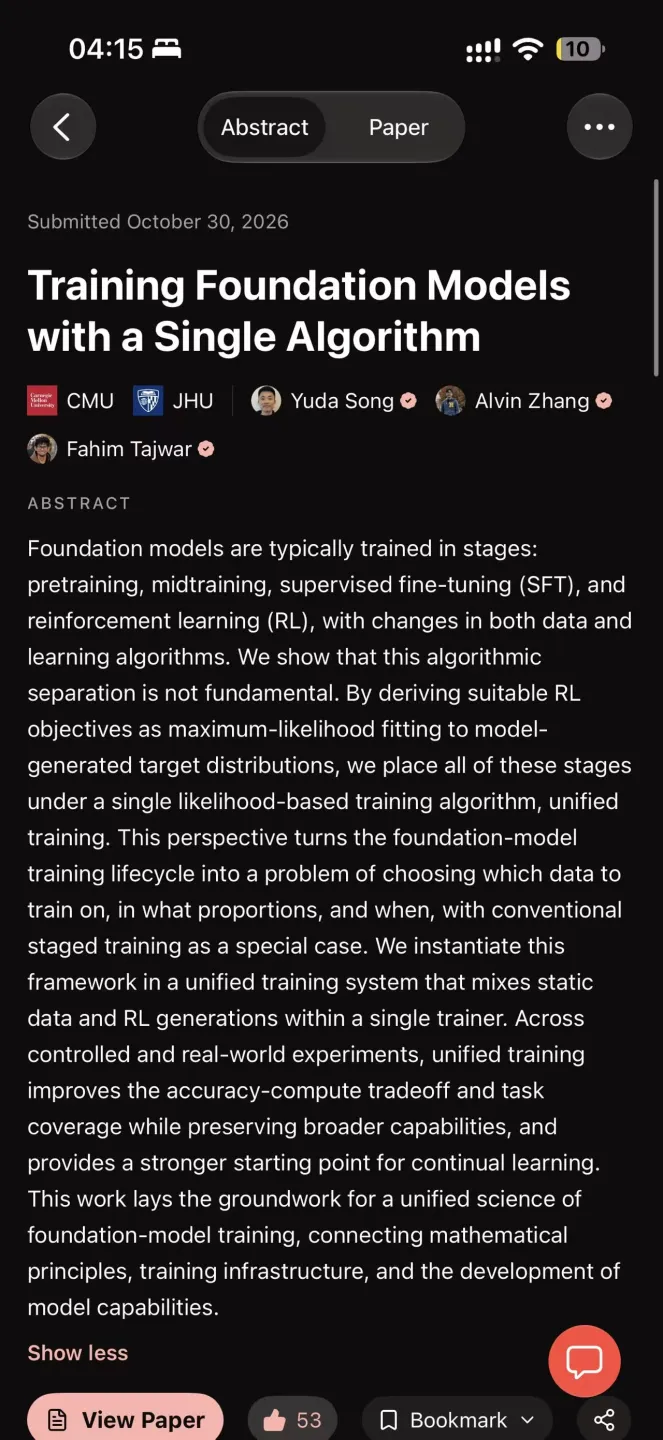 04:15
10
Abstract
Paper
Submitted October 30, 2026
Training Foundation Models
with a Single Algorithm
Carnegie Mellon University
CMU
JHU
Yuda Song
Alvin Zhang
Fahim Tajwar
ABSTRACT
Foundation models are typically trained in stages:
pretraining, midtraining, supervised fine-tuning (SFT), and
reinforcement learning (RL), with changes in both data and
learning algorithms. We show that this algorithmic
separation is not fundamental. By deriving suitable RL
objectives as maximum-likelihood fitting to model-
generated target distributions, we place all of these stages
under a single likelihood-based training algorithm, unified
training. This perspective turns the foundation-model
training lifecycle into a problem of choosing which data to
train on, in what proportions, and when, with conventional
staged training as a special case. We instantiate this
framework in a unified training system that mixes static
data and RL generations within a single trainer. Across
controlled and real-world experiments, unified training
improves the accuracy-compute tradeoff and task
coverage while preserving broader capabilities, and
provides a stronger starting point for continual learning.
This work lays the groundwork for a unified science of
foundation-model training, connecting mathematical
principles, training infrastructure, and the development of
model capabilities.
Show less
View Paper
53
Bookmark